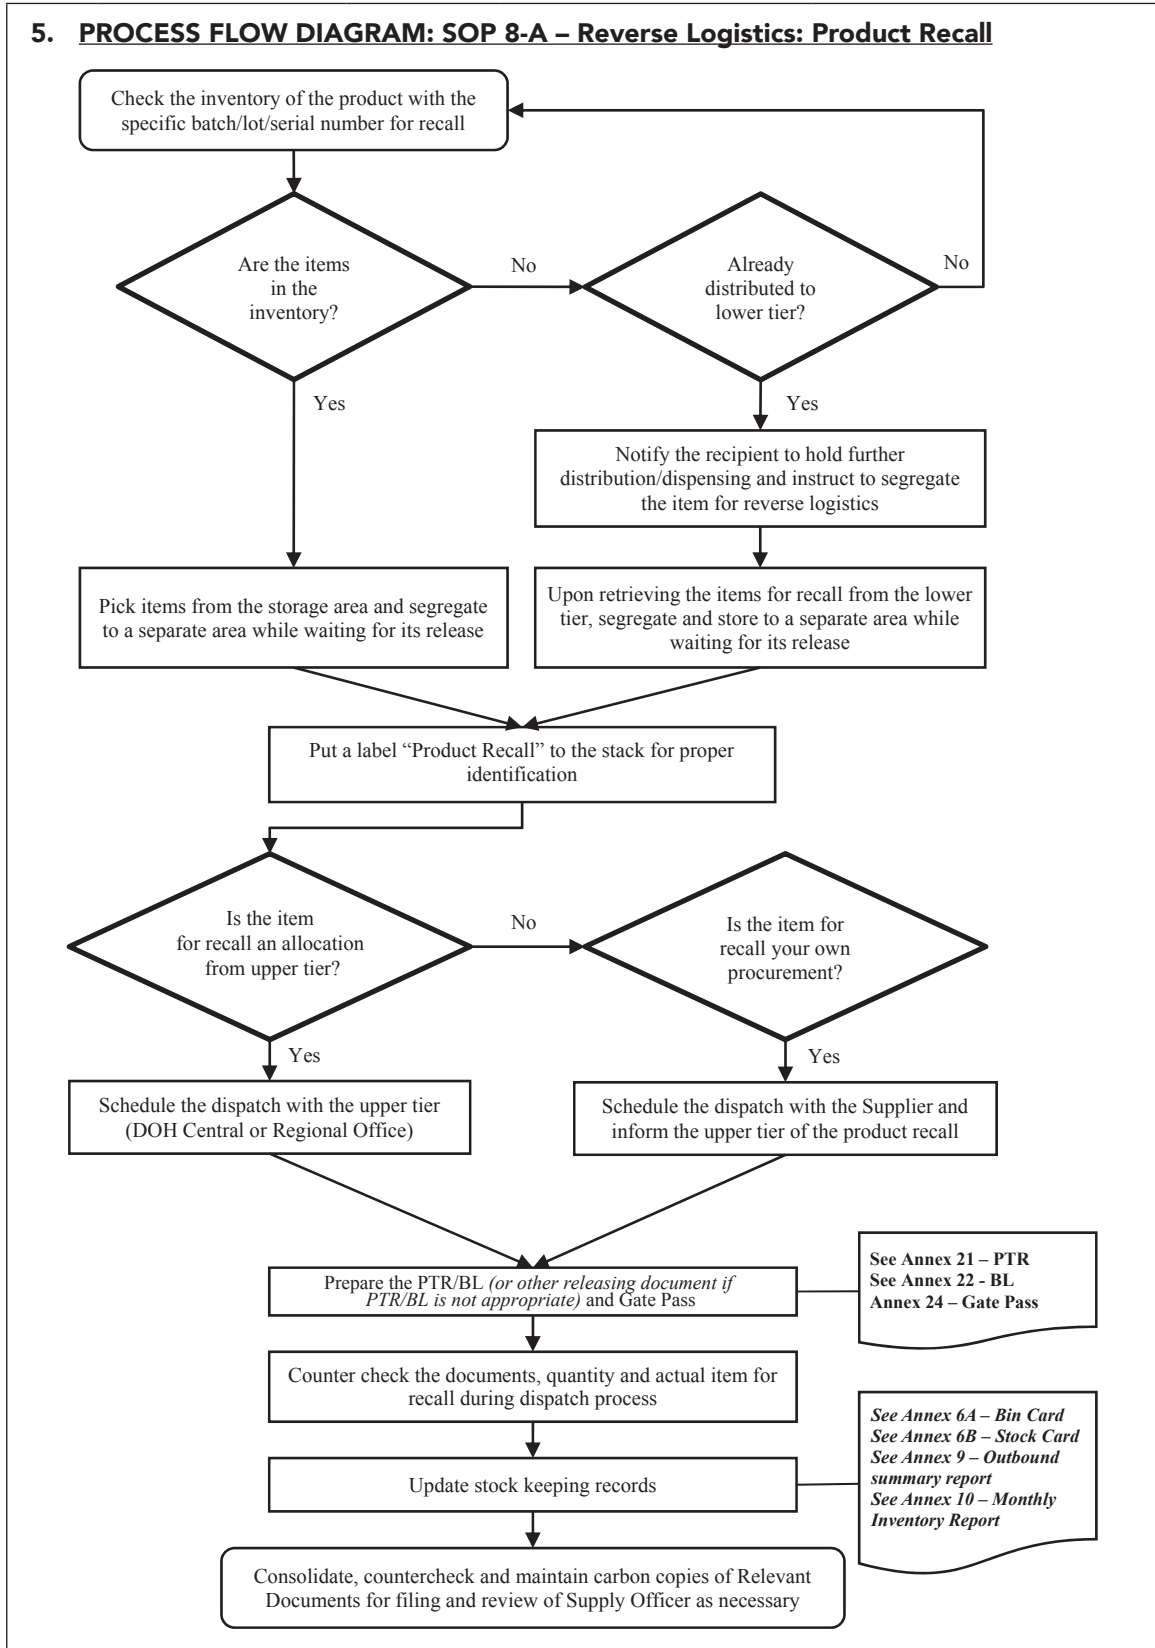 5. PROCESS FLOW DIAGRAM: SOP 8-A – Reverse Logistics: Product Recall
Check the inventory of the product with the
specific batch/lot/serial number for recall
Are the items
in the
inventory?
No
Already
distributed to
lower tier?
No
Yes
Yes
Notify the recipient to hold further
distribution/dispensing and instruct to segregate
the item for reverse logistics
Pick items from the storage area and segregate
to a separate area while waiting for its release
Upon retrieving the items for recall from the lower
tier, segregate and store to a separate area while
waiting for its release
Put a label “Product Recall” to the stack for proper
identification
Is the item
for recall an allocation
from upper tier?
No
Is the item for
recall your own
procurement?
Yes
Yes
Schedule the dispatch with the upper tier
(DOH Central or Regional Office)
Schedule the dispatch with the Supplier and
inform the upper tier of the product recall
Prepare the PTR/BL (or other releasing document if
PTR/BL is not appropriate) and Gate Pass
See Annex 21 – PTR
See Annex 22 - BL
Annex 24 – Gate Pass
Counter check the documents, quantity and actual item for
recall during dispatch process
Update stock keeping records
See Annex 6A – Bin Card
See Annex 6B – Stock Card
See Annex 9 – Outbound
summary report
See Annex 10 – Monthly
Inventory Report
Consolidate, countercheck and maintain carbon copies of Relevant
Documents for filing and review of Supply Officer as necessary